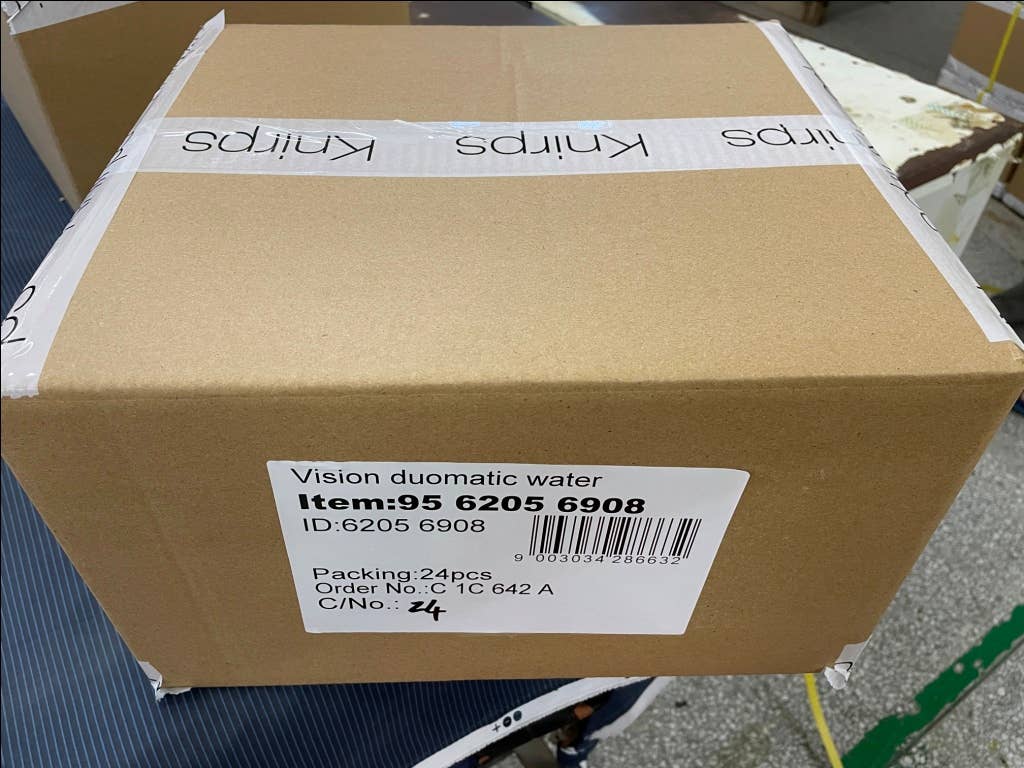 Knirps Knirps Knirps
Vision duomatic water
Item:95 6205 6908
ID:6205 6908
9 003034 286632
Packing:24pcs
Order No.:C 1C 642 A
C/No.: 24